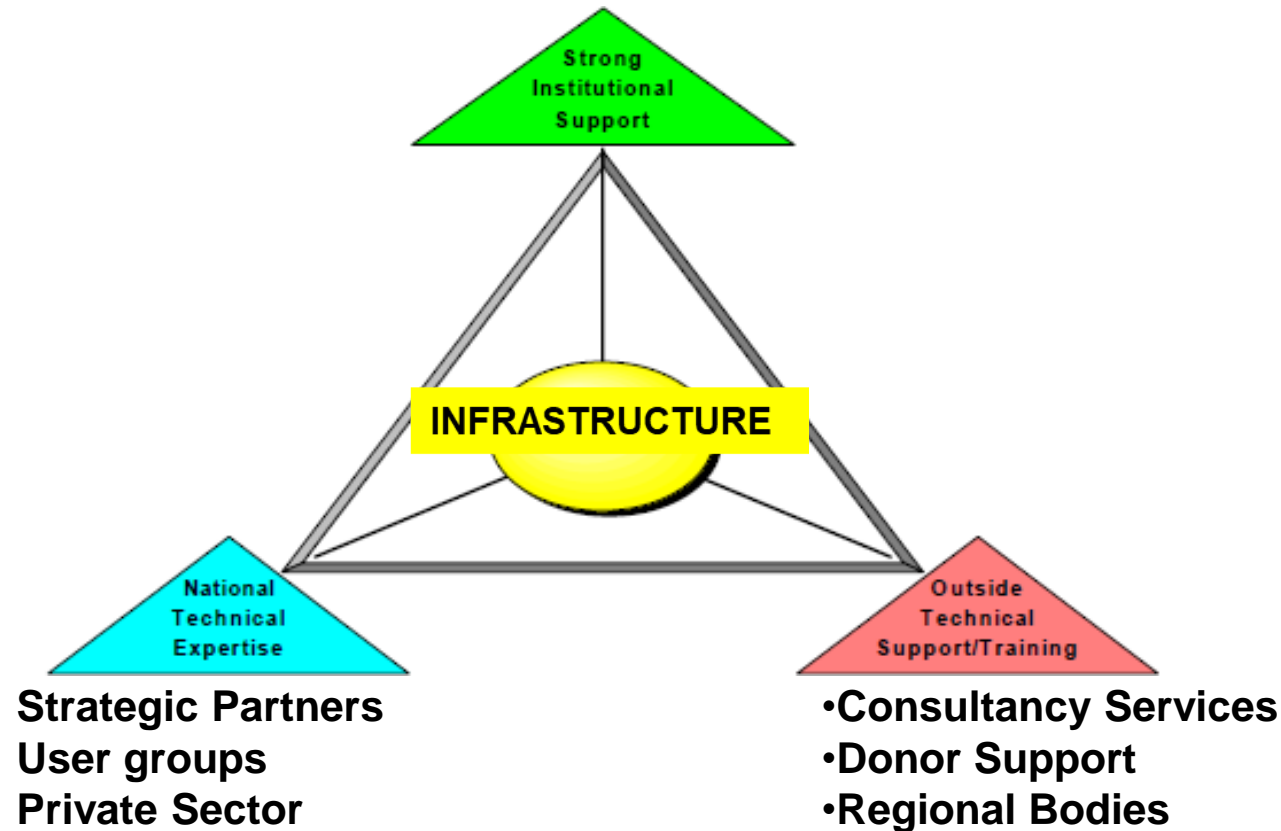 Strong
Institutional
Support
INFRASTRUCTURE
National
Technical
Expertise
Outside
Technical
Support/Training
Strategic Partners
User groups
Private Sector
•Consultancy Services
•Donor Support
•Regional Bodies